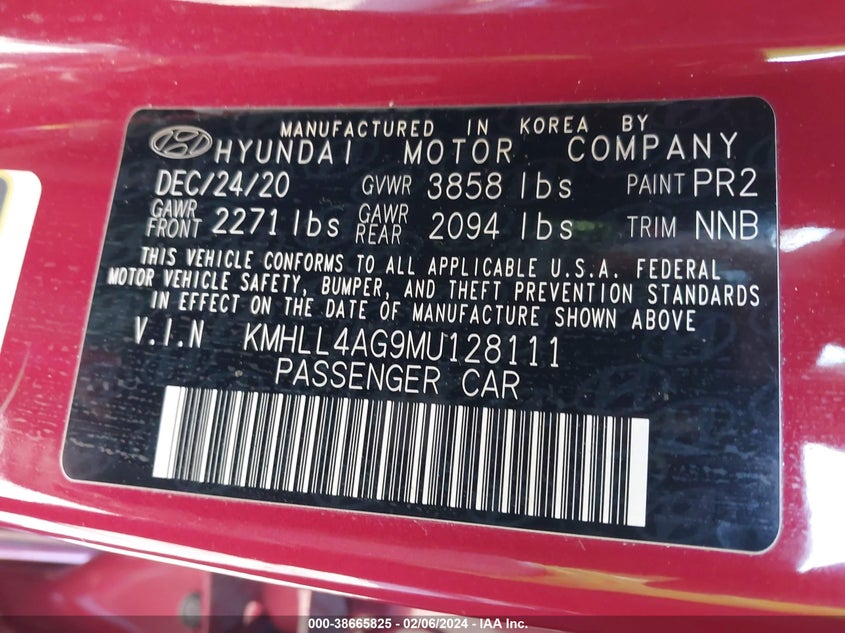 MANUFACTURED IN KOREA BY
HYUNDAI MOTOR COMPANY
DEC/24/20 GVWR 3858 lbs PAINT PR2
GAWR FRONT 2271 lbs GAWR REAR 2094 lbs TRIM NNB
THIS VEHICLE CONFORMS TO ALL APPLICABLE U.S.A. FEDERAL
MOTOR VEHICLE SAFETY, BUMPER, AND THEFT PREVENTION STANDARDS
IN EFFECT ON THE DATE OF MANUFACTURE SHOWN ABOVE
V.I.N KMHLL4AG9MU128111
PASSENGER CAR
000-38665825 - 02/06/2024 - IAA Inc.